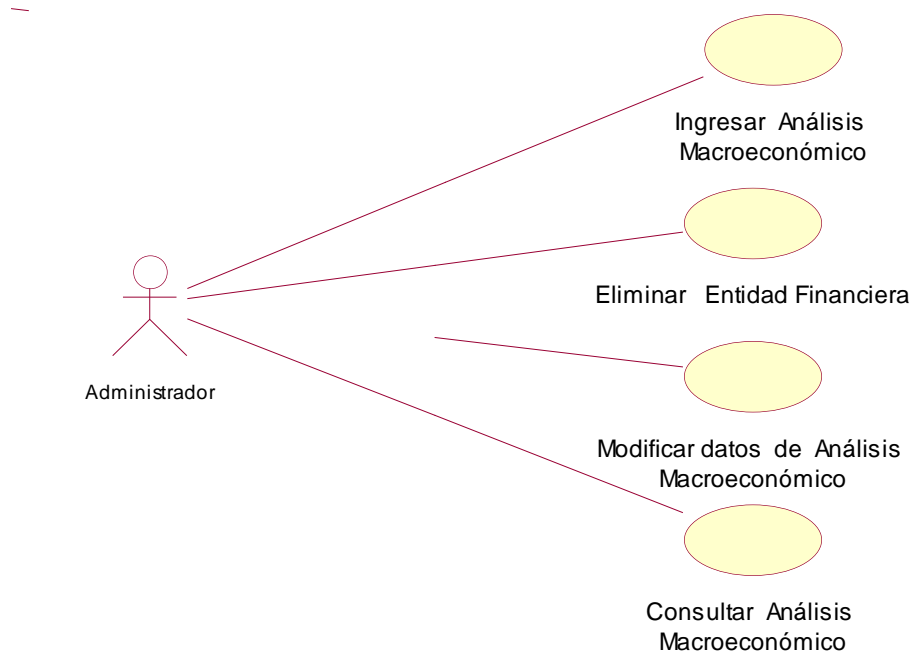 Ingresar Análisis
Macroeconómico
Eliminar Entidad Financiera
Administrador
Modificar datos de Análisis
Macroeconómico
Consultar Análisis
Macroeconómico